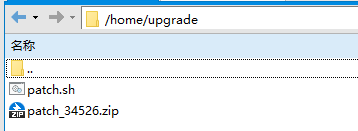 /home/upgrade
名称
..
patch.sh
patch_34526.zip